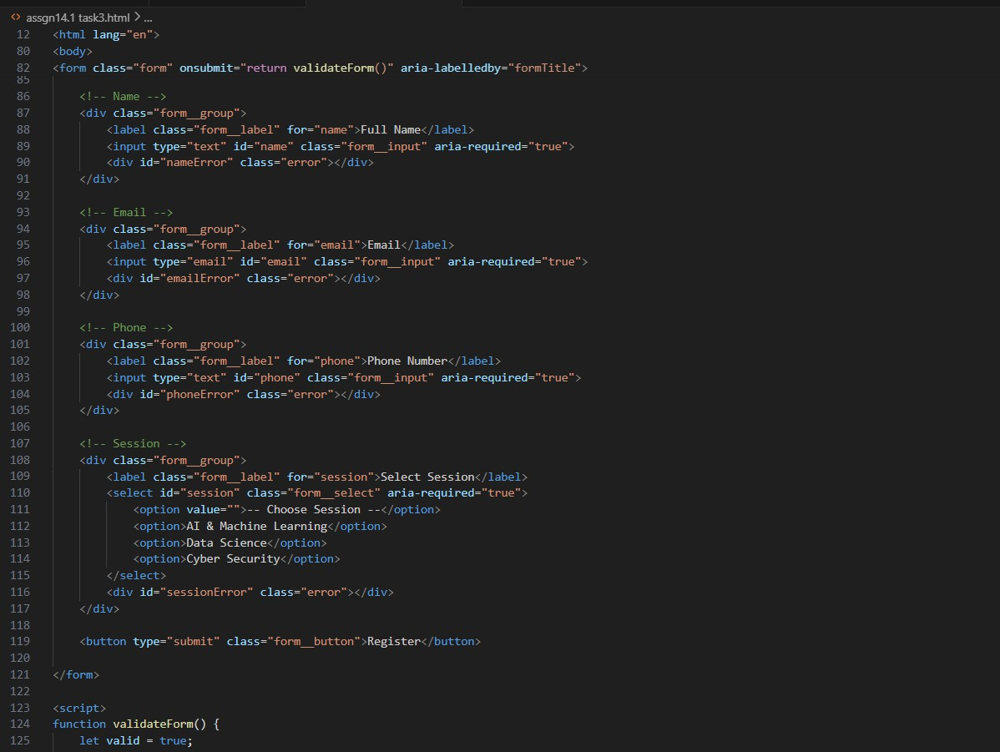 assgn14.1 task3.html > ...
12 <html lang="en">
80 <body>
82 <form class="form" onsubmit="return validateForm()" aria-labelledby="formTitle">
85
86 <!-- Name -->
87 <div class="form__group">
88 <label class="form__label" for="name">Full Name</label>
89 <input type="text" id="name" class="form__input" aria-required="true">
90 <div id="nameError" class="error"></div>
91 </div>
92
93 <!-- Email -->
94 <div class="form__group">
95 <label class="form__label" for="email">Email</label>
96 <input type="email" id="email" class="form__input" aria-required="true">
97 <div id="emailError" class="error"></div>
98 </div>
99
100 <!-- Phone -->
101 <div class="form__group">
102 <label class="form__label" for="phone">Phone Number</label>
103 <input type="text" id="phone" class="form__input" aria-required="true">
104 <div id="phoneError" class="error"></div>
105 </div>
106
107 <!-- Session -->
108 <div class="form__group">
109 <label class="form__label" for="session">Select Session</label>
110 <select id="session" class="form__select" aria-required="true">
111 <option value="">-- Choose Session --</option>
112 <option>AI & Machine Learning</option>
113 <option>Data Science</option>
114 <option>Cyber Security</option>
115 </select>
116 <div id="sessionError" class="error"></div>
117 </div>
118
119 <button type="submit" class="form__button">Register</button>
120
121 </form>
122
123 <script>
124 function validateForm() {
125 let valid = true;